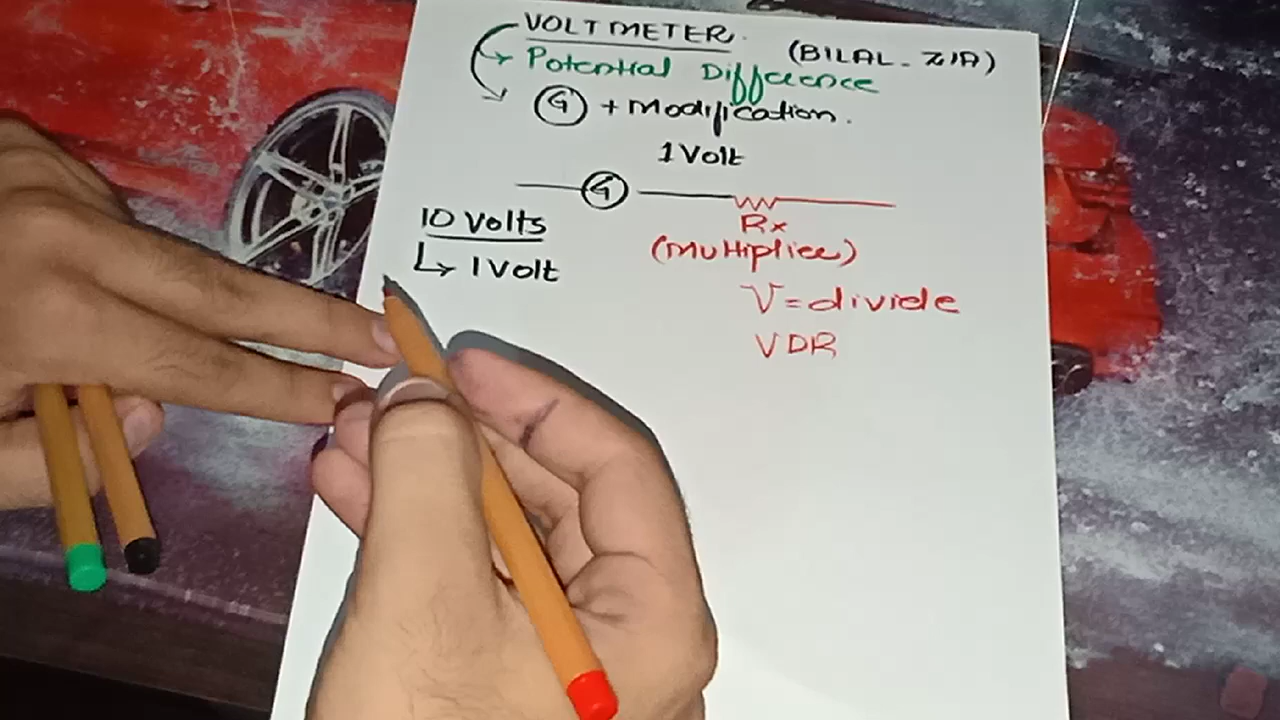 VOLTMETER.
(BILAL - ZIA)
Potential Difference
G + Modification.
1 Volt
G
10 Volts
Rx
(Multiplier)
1 Volt
V = divide
VDR